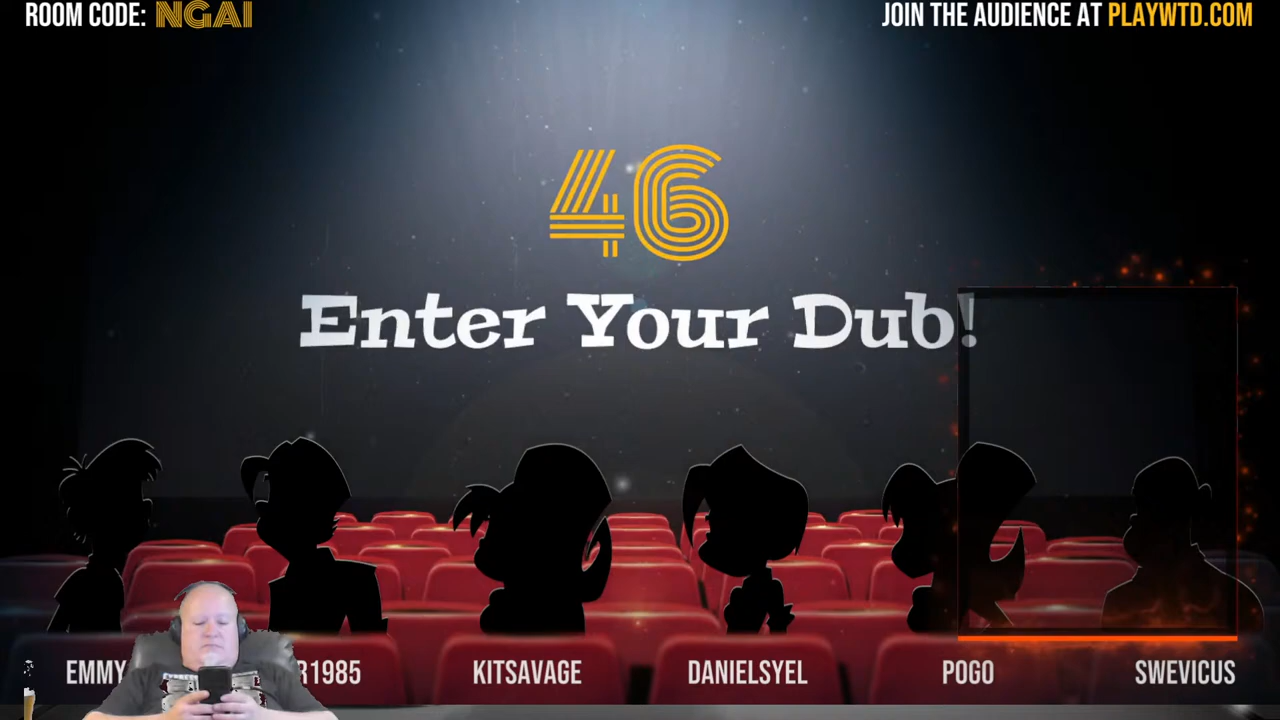 ROOM CODE: NGAI
JOIN THE AUDIENCE AT PLAYWTD.COM
46
Enter Your Dub!
EMMY
R1985
KITSAVAGE
DANIELSYEL
POGO
SWEVICUS